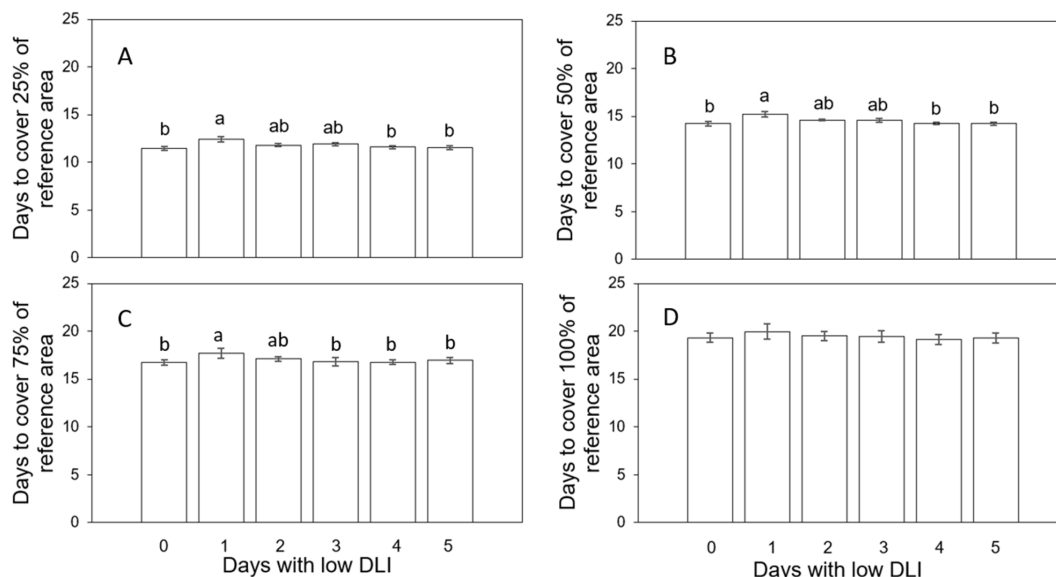 Days to cover 25% of
reference area
25
20
15
10
5
0
A
b a ab ab b b
Days to cover 50% of
reference area
25
20
15
10
5
0
B
b a ab ab b b
Days to cover 75% of
reference area
25
20
15
10
5
0
C
b a ab b b b
0 1 2 3 4 5
Days with low DLI
Days to cover 100% of
reference area
25
20
15
10
5
0
D
0 1 2 3 4 5
Days with low DLI